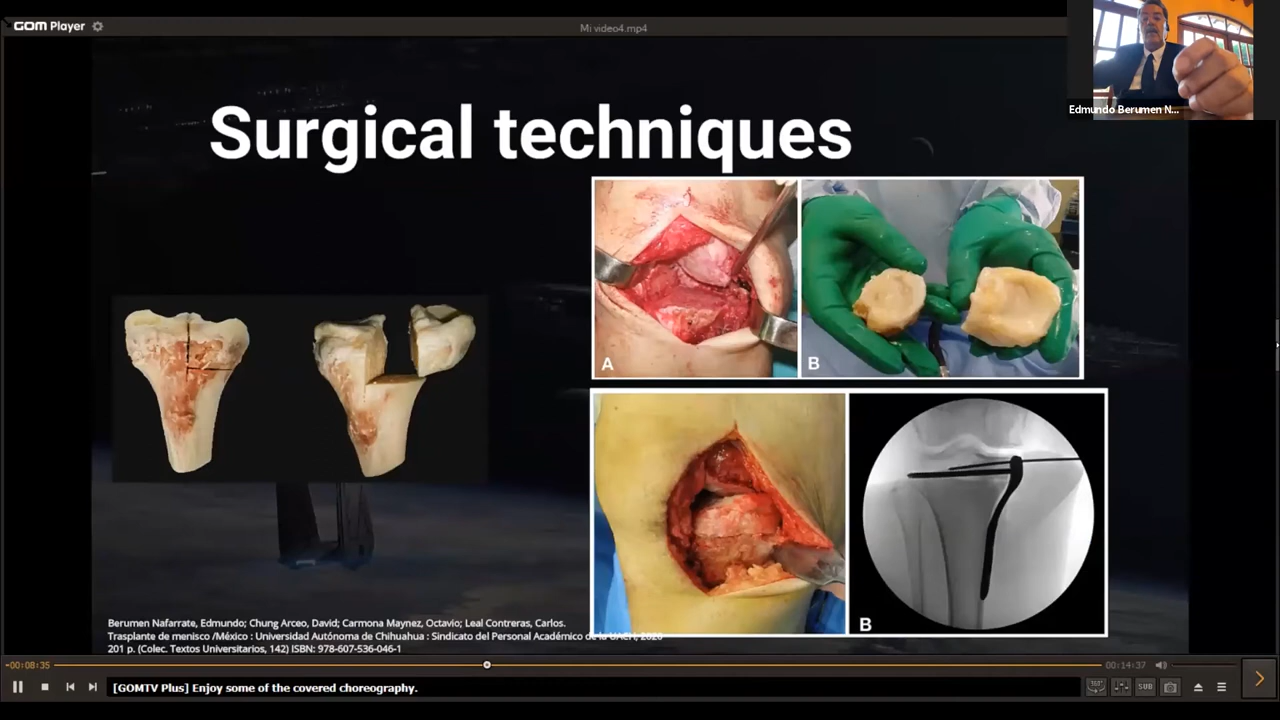 GOM Player
Mi video4.mp4
Edmundo Berumen N...
Surgical techniques
A
B
B
Berumen Nafarrate, Edmundo; Chung Arceo, David; Carmona Maynez, Octavio; Leal Contreras, Carlos.
Trasplante de menisco /México : Universidad Autónoma de Chihuahua : Sindicato del Personal Académico de la UACH, 2020
201 p. (Colec. Textos Universitarios, 142) ISBN: 978-607-536-046-1
00:08:35
00:14:37
[GOMTV Plus] Enjoy some of the covered choreography.
360°
SUB